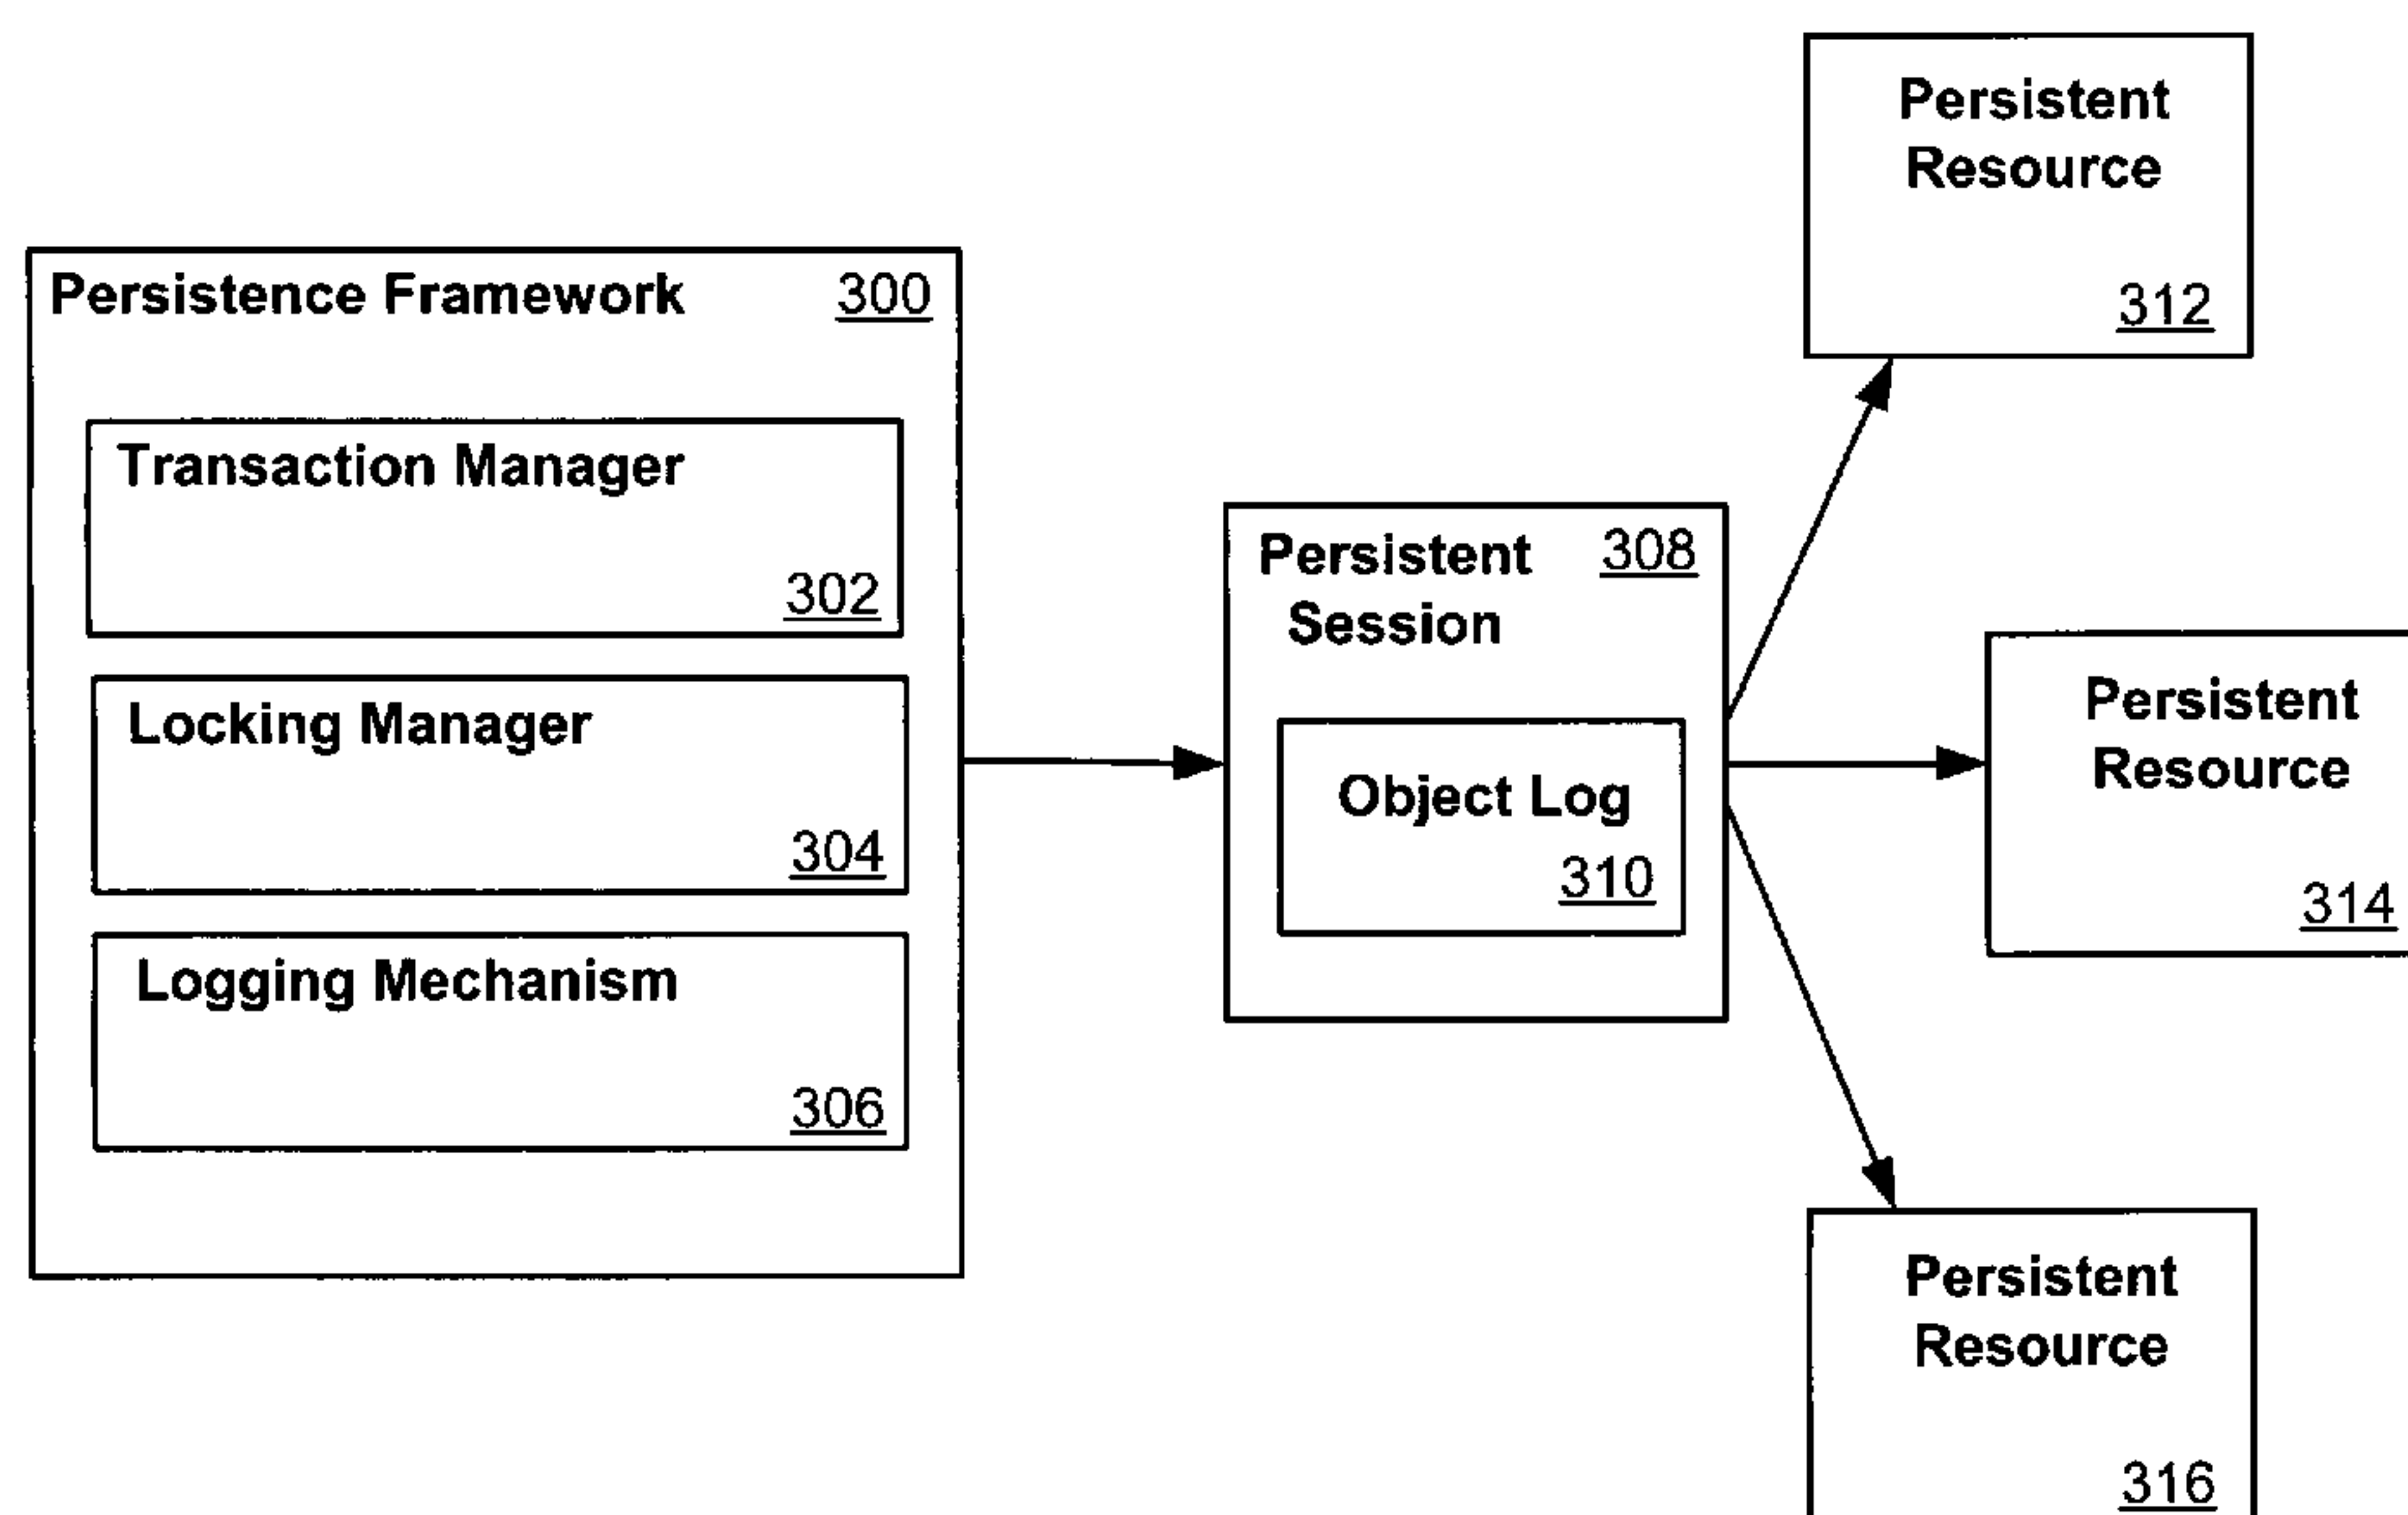 Persistence Framework 300
Transaction Manager
302
Locking Manager
304
Logging Mechanism
306
Persistent 308
Session
Object Log
310
Persistent
Resource
312
Persistent
Resource
314
Persistent
Resource
316